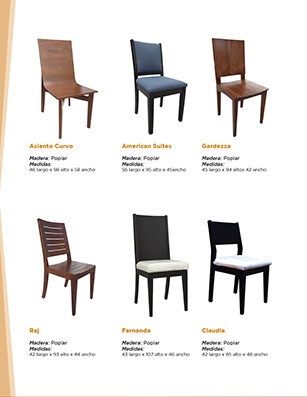 Asiento Curvo
Madera: Poplar
Medidas:
46 largo x 98 alto x 58 ancho
American Suites
Madera: Poplar
Medidas:
56 largo x 95 alto x 45ancho
Gardezza
Madera: Poplar
Medidas:
45 largo x 94 altox 42 ancho
Raj
Madera: Poplar
Medidas:
42 largo x 93 alto x 44 ancho
Fernanda
Madera: Poplar
Medidas:
43 largo x 107 alto x 46 ancho
Claudia
Madera: Poplar
Medidas:
42 largo x 85 alto x 48 ancho